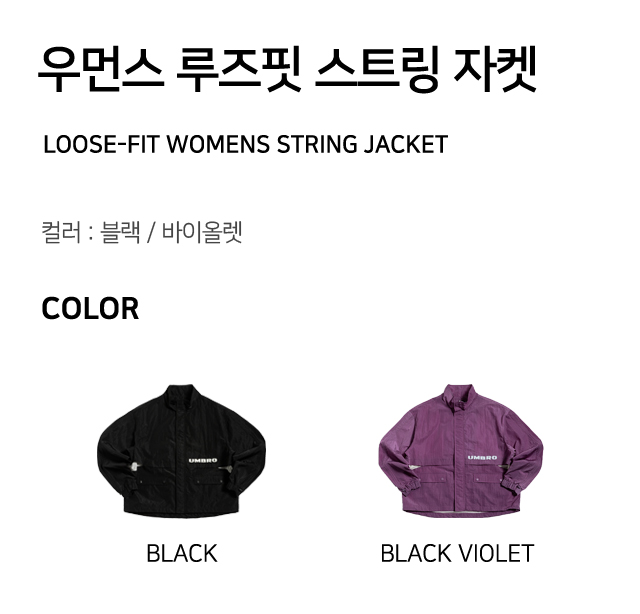 우먼스 루즈핏 스트링 자켓
LOOSE-FIT WOMENS STRING JACKET
컬러 : 블랙 / 바이올렛
COLOR
UMBRO
UMBRO
BLACK
BLACK VIOLET